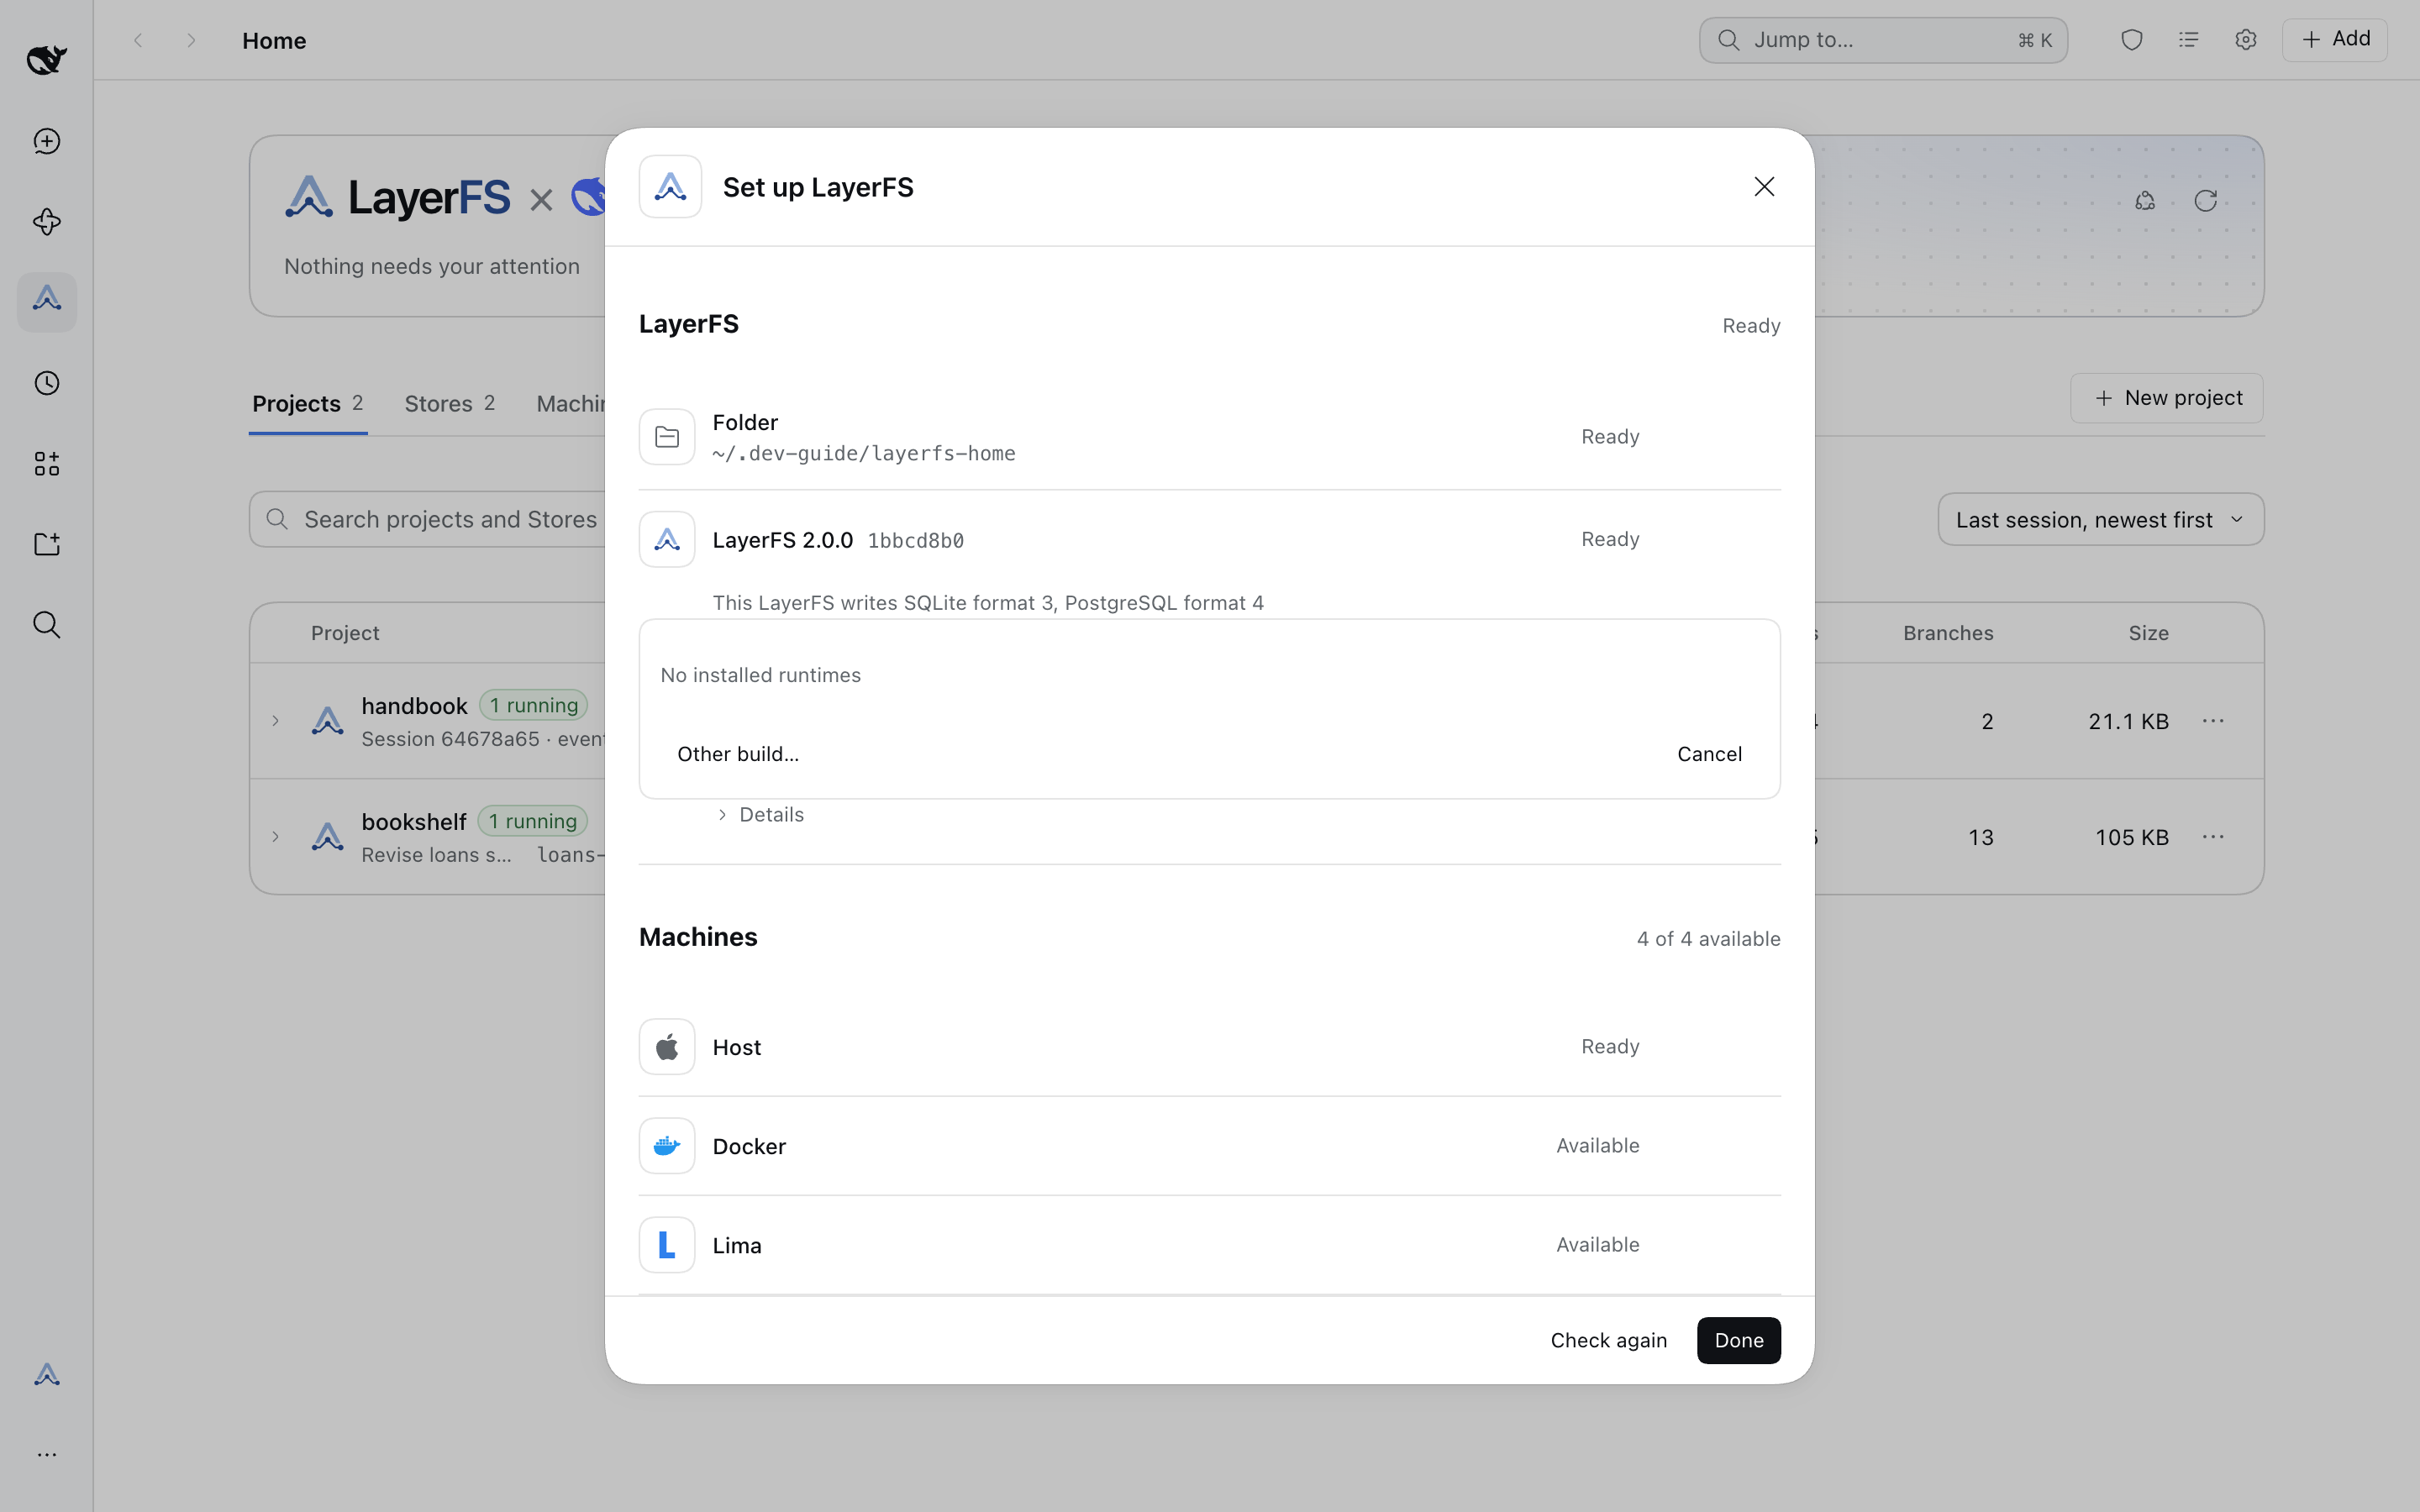 Home
Jump to...
⌘ K
Add
LayerFS ×
Nothing needs your attention
Projects 2
Stores 2
New project
Search projects and Stores
Last session, newest first
Project
Branches
Size
handbook 1 running
Session 64678a65
2
21.1 KB
bookshelf 1 running
Revise loans s...
13
105 KB
Set up LayerFS
LayerFS
Ready
Folder
~/.dev-guide/layerfs-home
Ready
LayerFS 2.0.0 1bbcd8b0
Ready
This LayerFS writes SQLite format 3, PostgreSQL format 4
No installed runtimes
Other build...
Cancel
Details
Machines
4 of 4 available
Host
Ready
Docker
Available
Lima
Available
Check again
Done